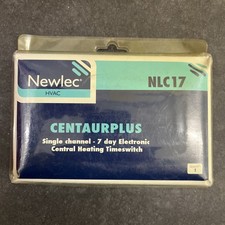 Newlec®
HVAC
NLC17
CENTAURPLUS
Single channel - 7 day Electronic
Central Heating Timeswitch